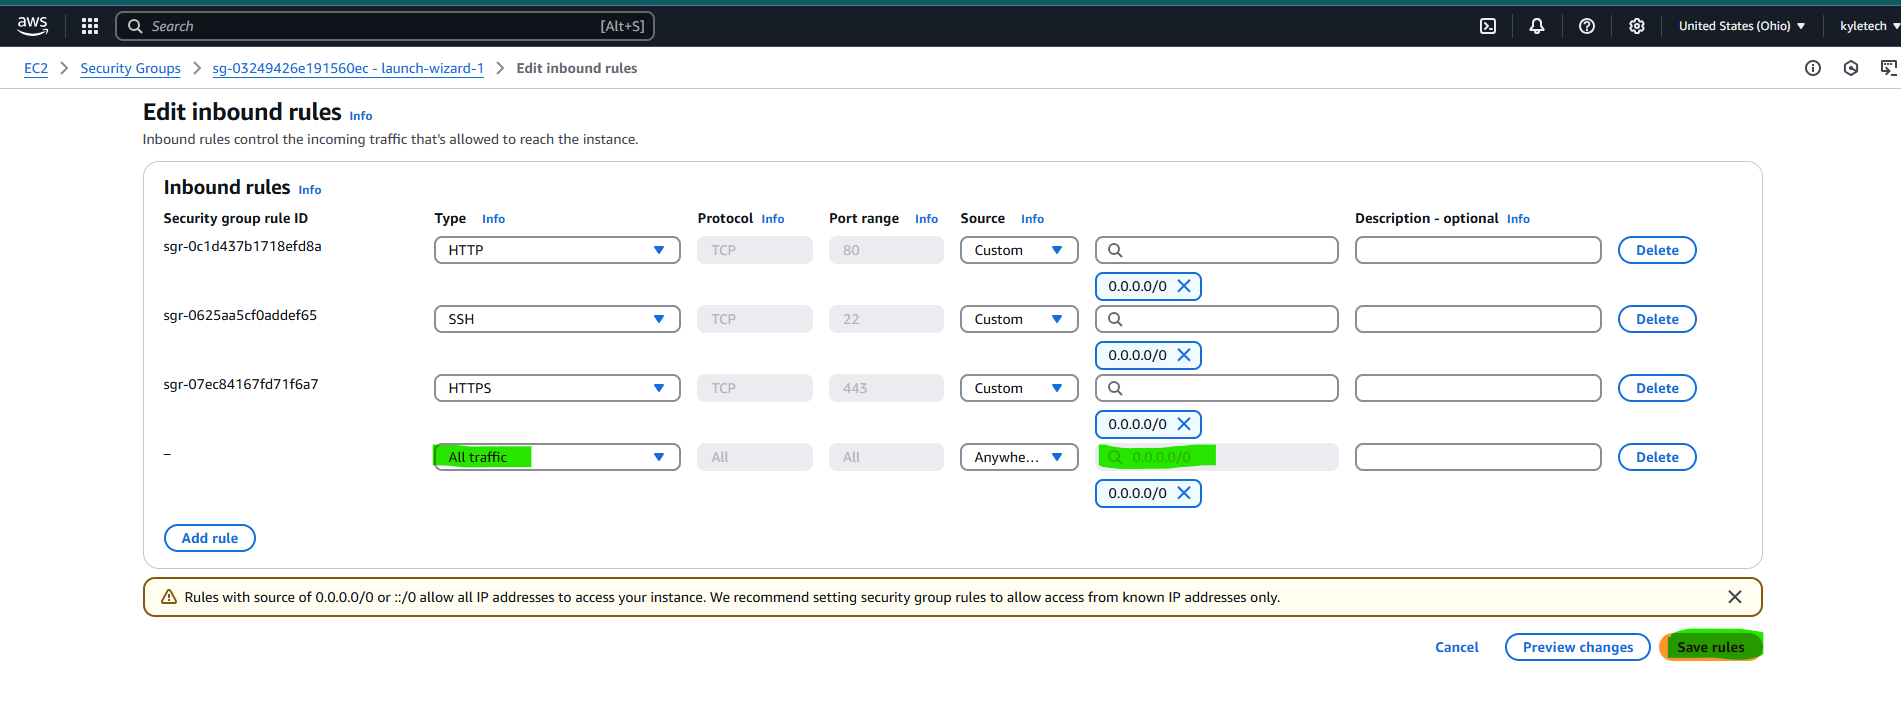 aws Search [Alt+S] United States (Ohio) kyletech
EC2 Security Groups sg-03249426e191560ec - launch-wizard-1 Edit inbound rules
Edit inbound rules Info
Inbound rules control the incoming traffic that's allowed to reach the instance.
Inbound rules Info
Security group rule ID Type Info Protocol Info Port range Info Source Info Description - optional Info
sgr-0c1d437b1718efd8a HTTP TCP 80 Custom Delete
0.0.0.0/0
sgr-0625aa5cf0addef65 SSH TCP 22 Custom Delete
0.0.0.0/0
sgr-07ec84167fd71f6a7 HTTPS TCP 443 Custom Delete
0.0.0.0/0
– All traffic All All Anywhe... 0.0.0.0/0 Delete
0.0.0.0/0
Add rule
Rules with source of 0.0.0.0/0 or ::/0 allow all IP addresses to access your instance. We recommend setting security group rules to allow access from known IP addresses only.
Cancel Preview changes Save rules